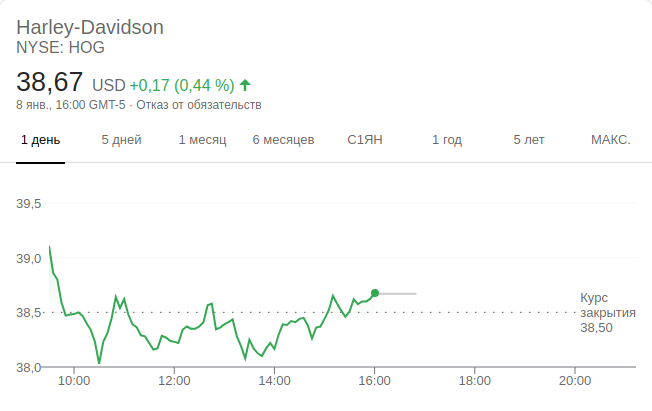 Harley-Davidson
NYSE: HOG
38,67 USD +0,17 (0,44 %)
8 янв., 16:00 GMT-5 · Отказ от обязательств
1 день 5 дней 1 месяц 6 месяцев С1ЯН 1 год 5 лет МАКС.
39,5
39,0
38,5
38,0
Курс
закрытия
38,50
10:00 12:00 14:00 16:00 18:00 20:00